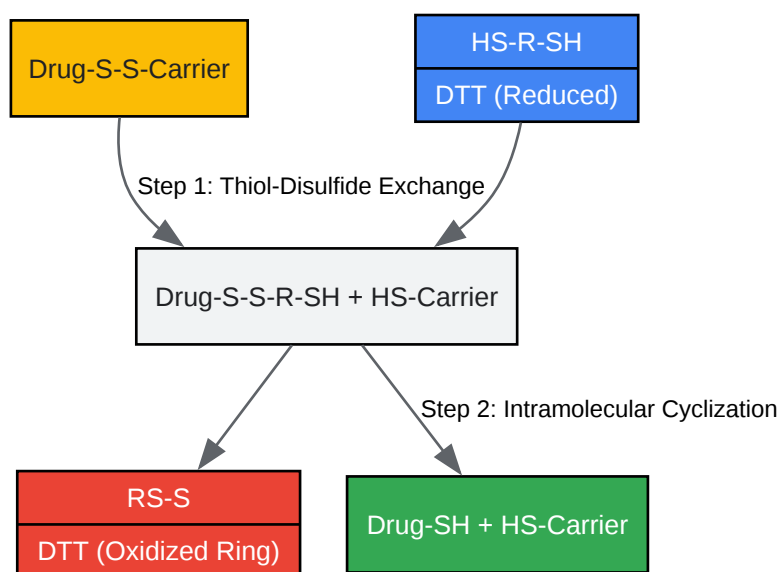 Drug-S-S-Carrier
HS-R-SH
DTT (Reduced)
Step 1: Thiol-Disulfide Exchange
Drug-S-S-R-SH + HS-Carrier
Step 2: Intramolecular Cyclization
RS-S
DTT (Oxidized Ring)
Drug-SH + HS-Carrier